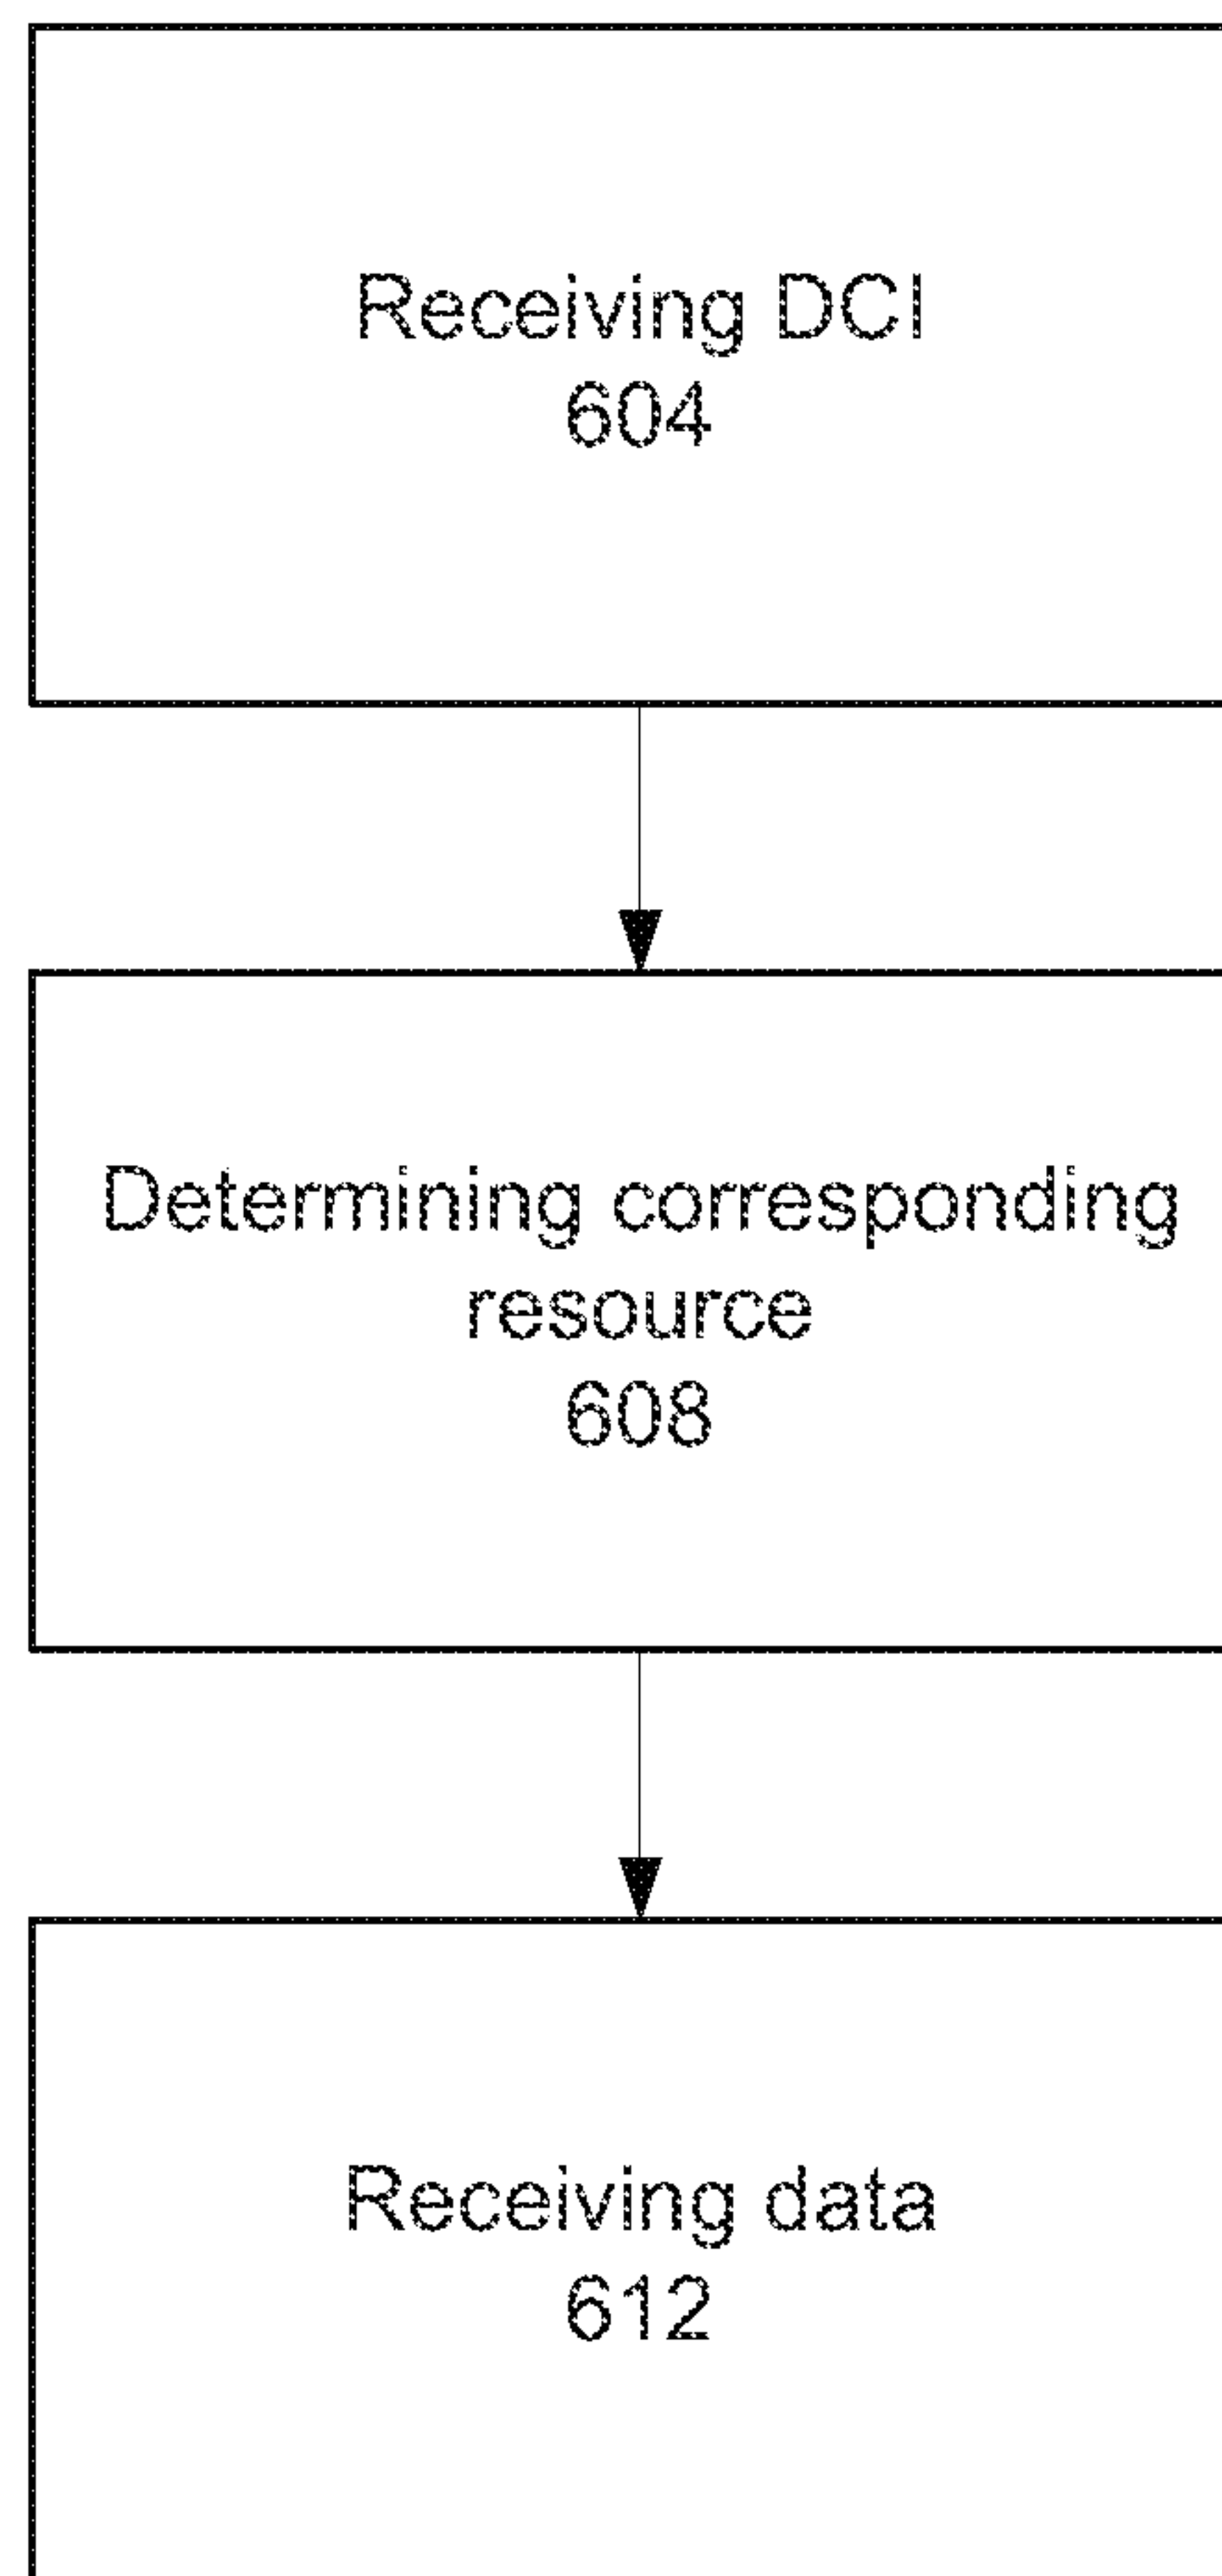 Receiving DCI
604
Determining corresponding
resource
608
Receiving data
612